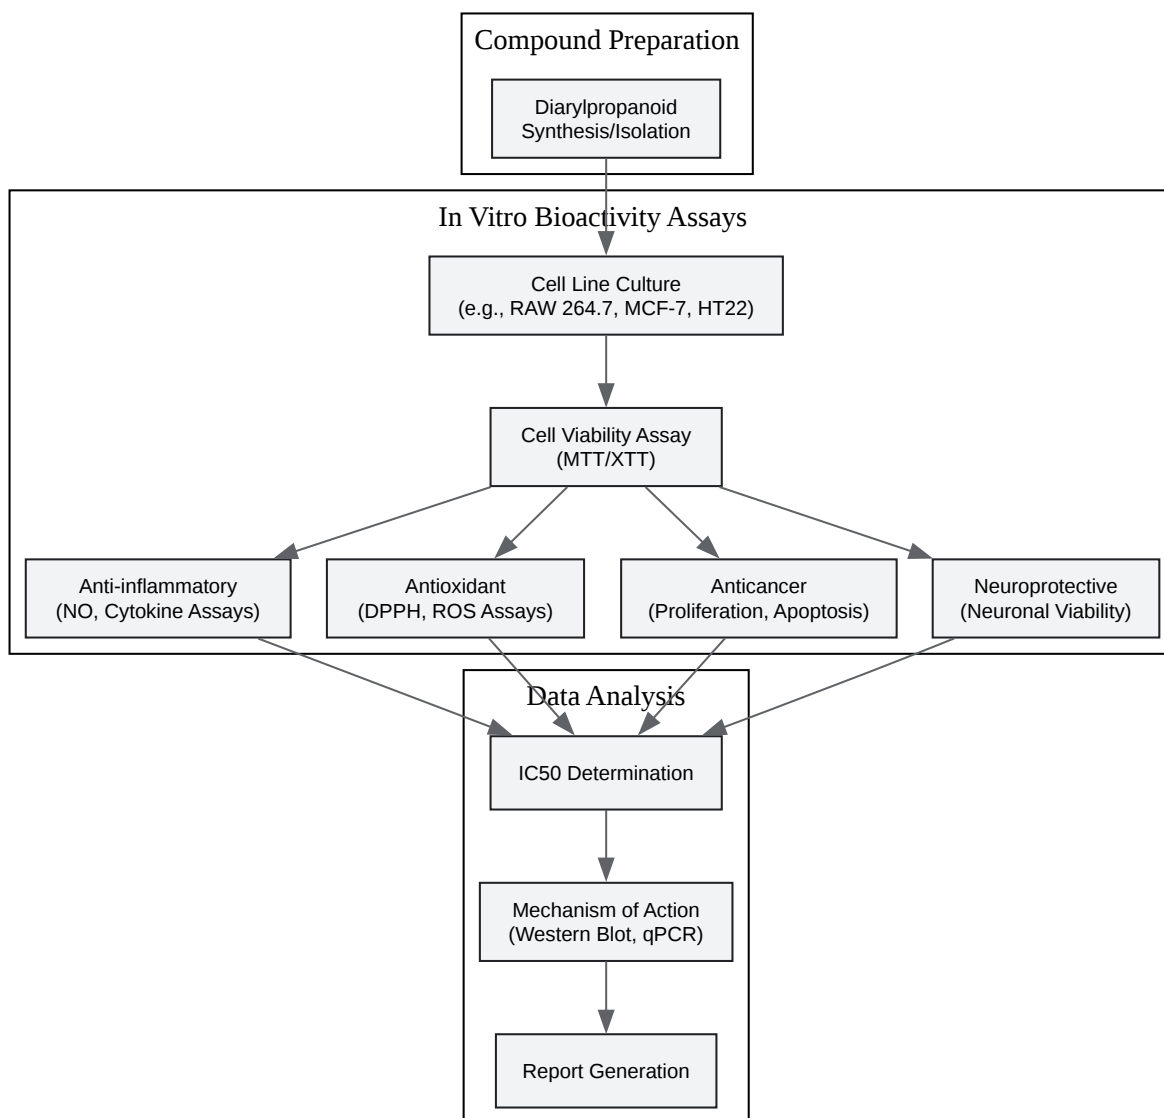 Compound Preparation
Diarylpropanoid
Synthesis/Isolation
In Vitro Bioactivity Assays
Cell Line Culture
(e.g., RAW 264.7, MCF-7, HT22)
Cell Viability Assay
(MTT/XTT)
Anti-inflammatory
(NO, Cytokine Assays)
Antioxidant
(DPPH, ROS Assays)
Anticancer
(Proliferation, Apoptosis)
Neuroprotective
(Neuronal Viability)
Data Analysis
IC50 Determination
Mechanism of Action
(Western Blot, qPCR)
Report Generation